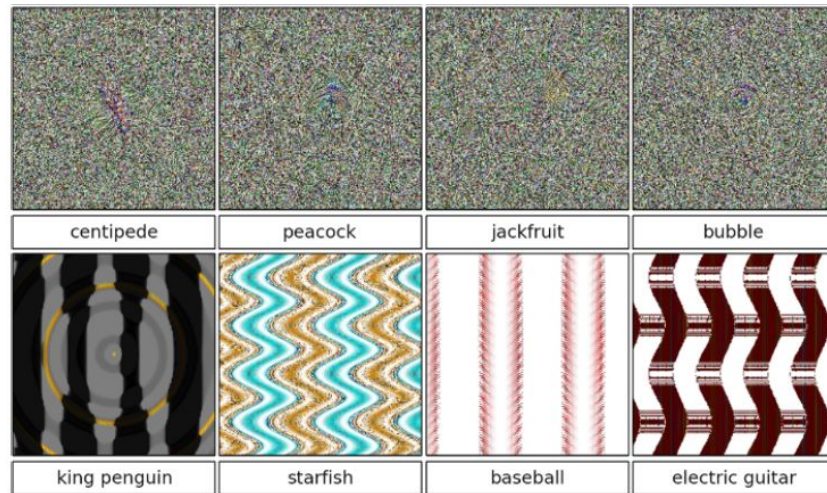 centipede
peacock
jackfruit
bubble
king penguin
starfish
baseball
electric guitar